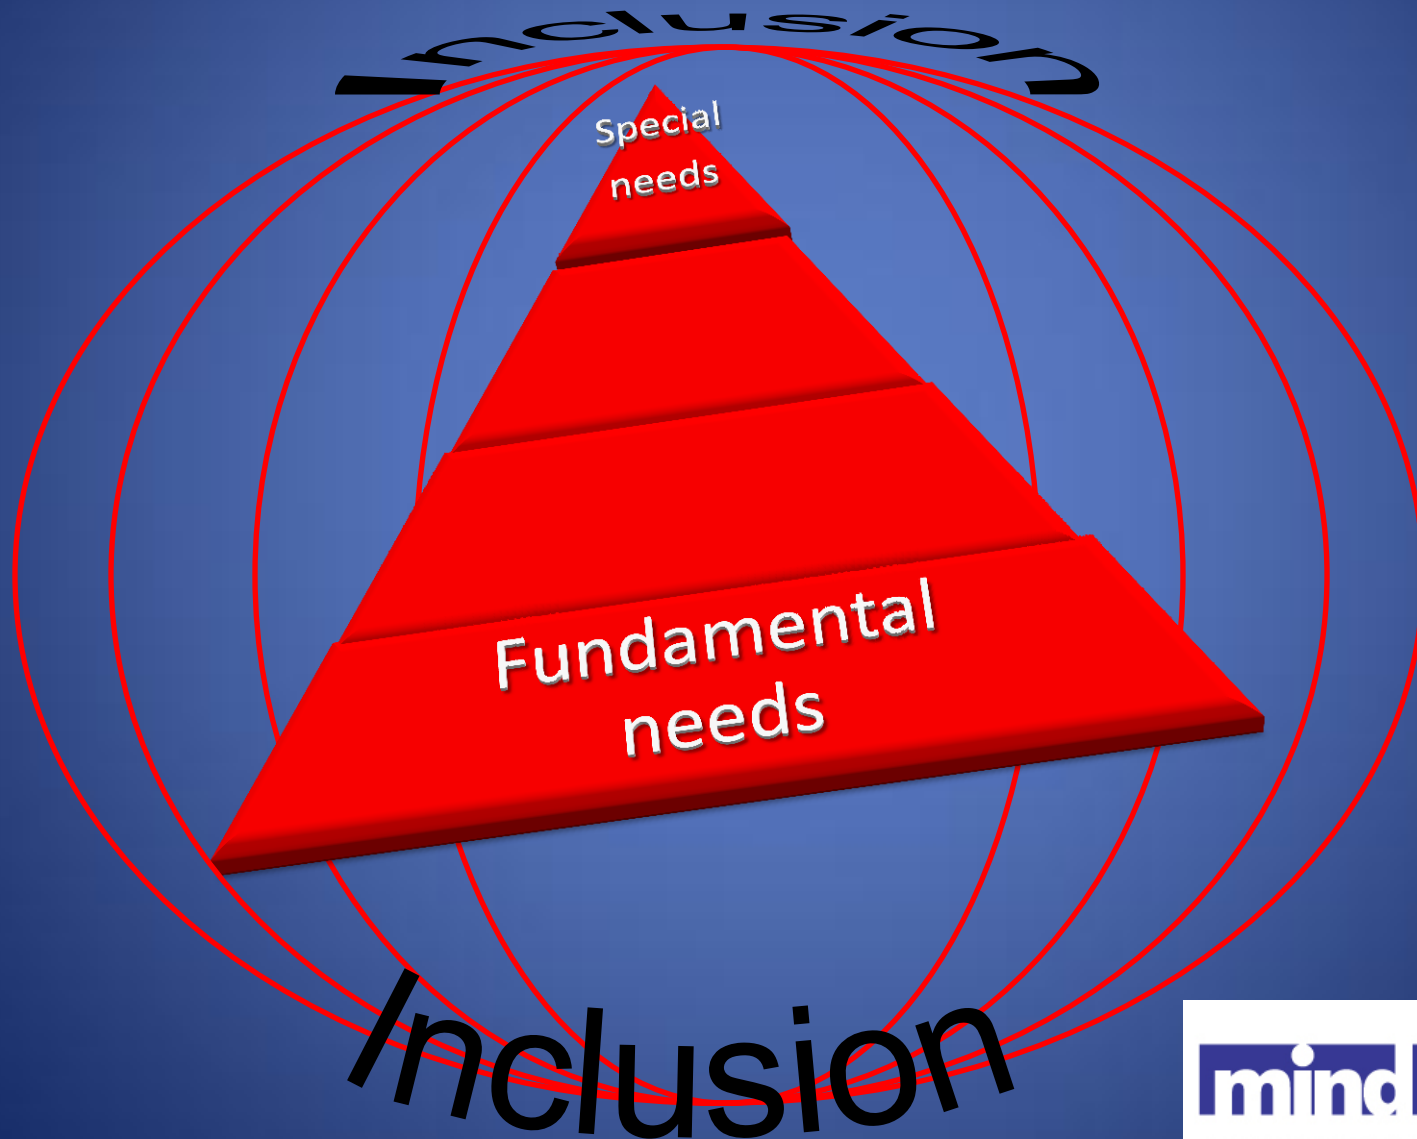 Inclusion
Special
needs
Fundamental
needs
Inclusion
mind